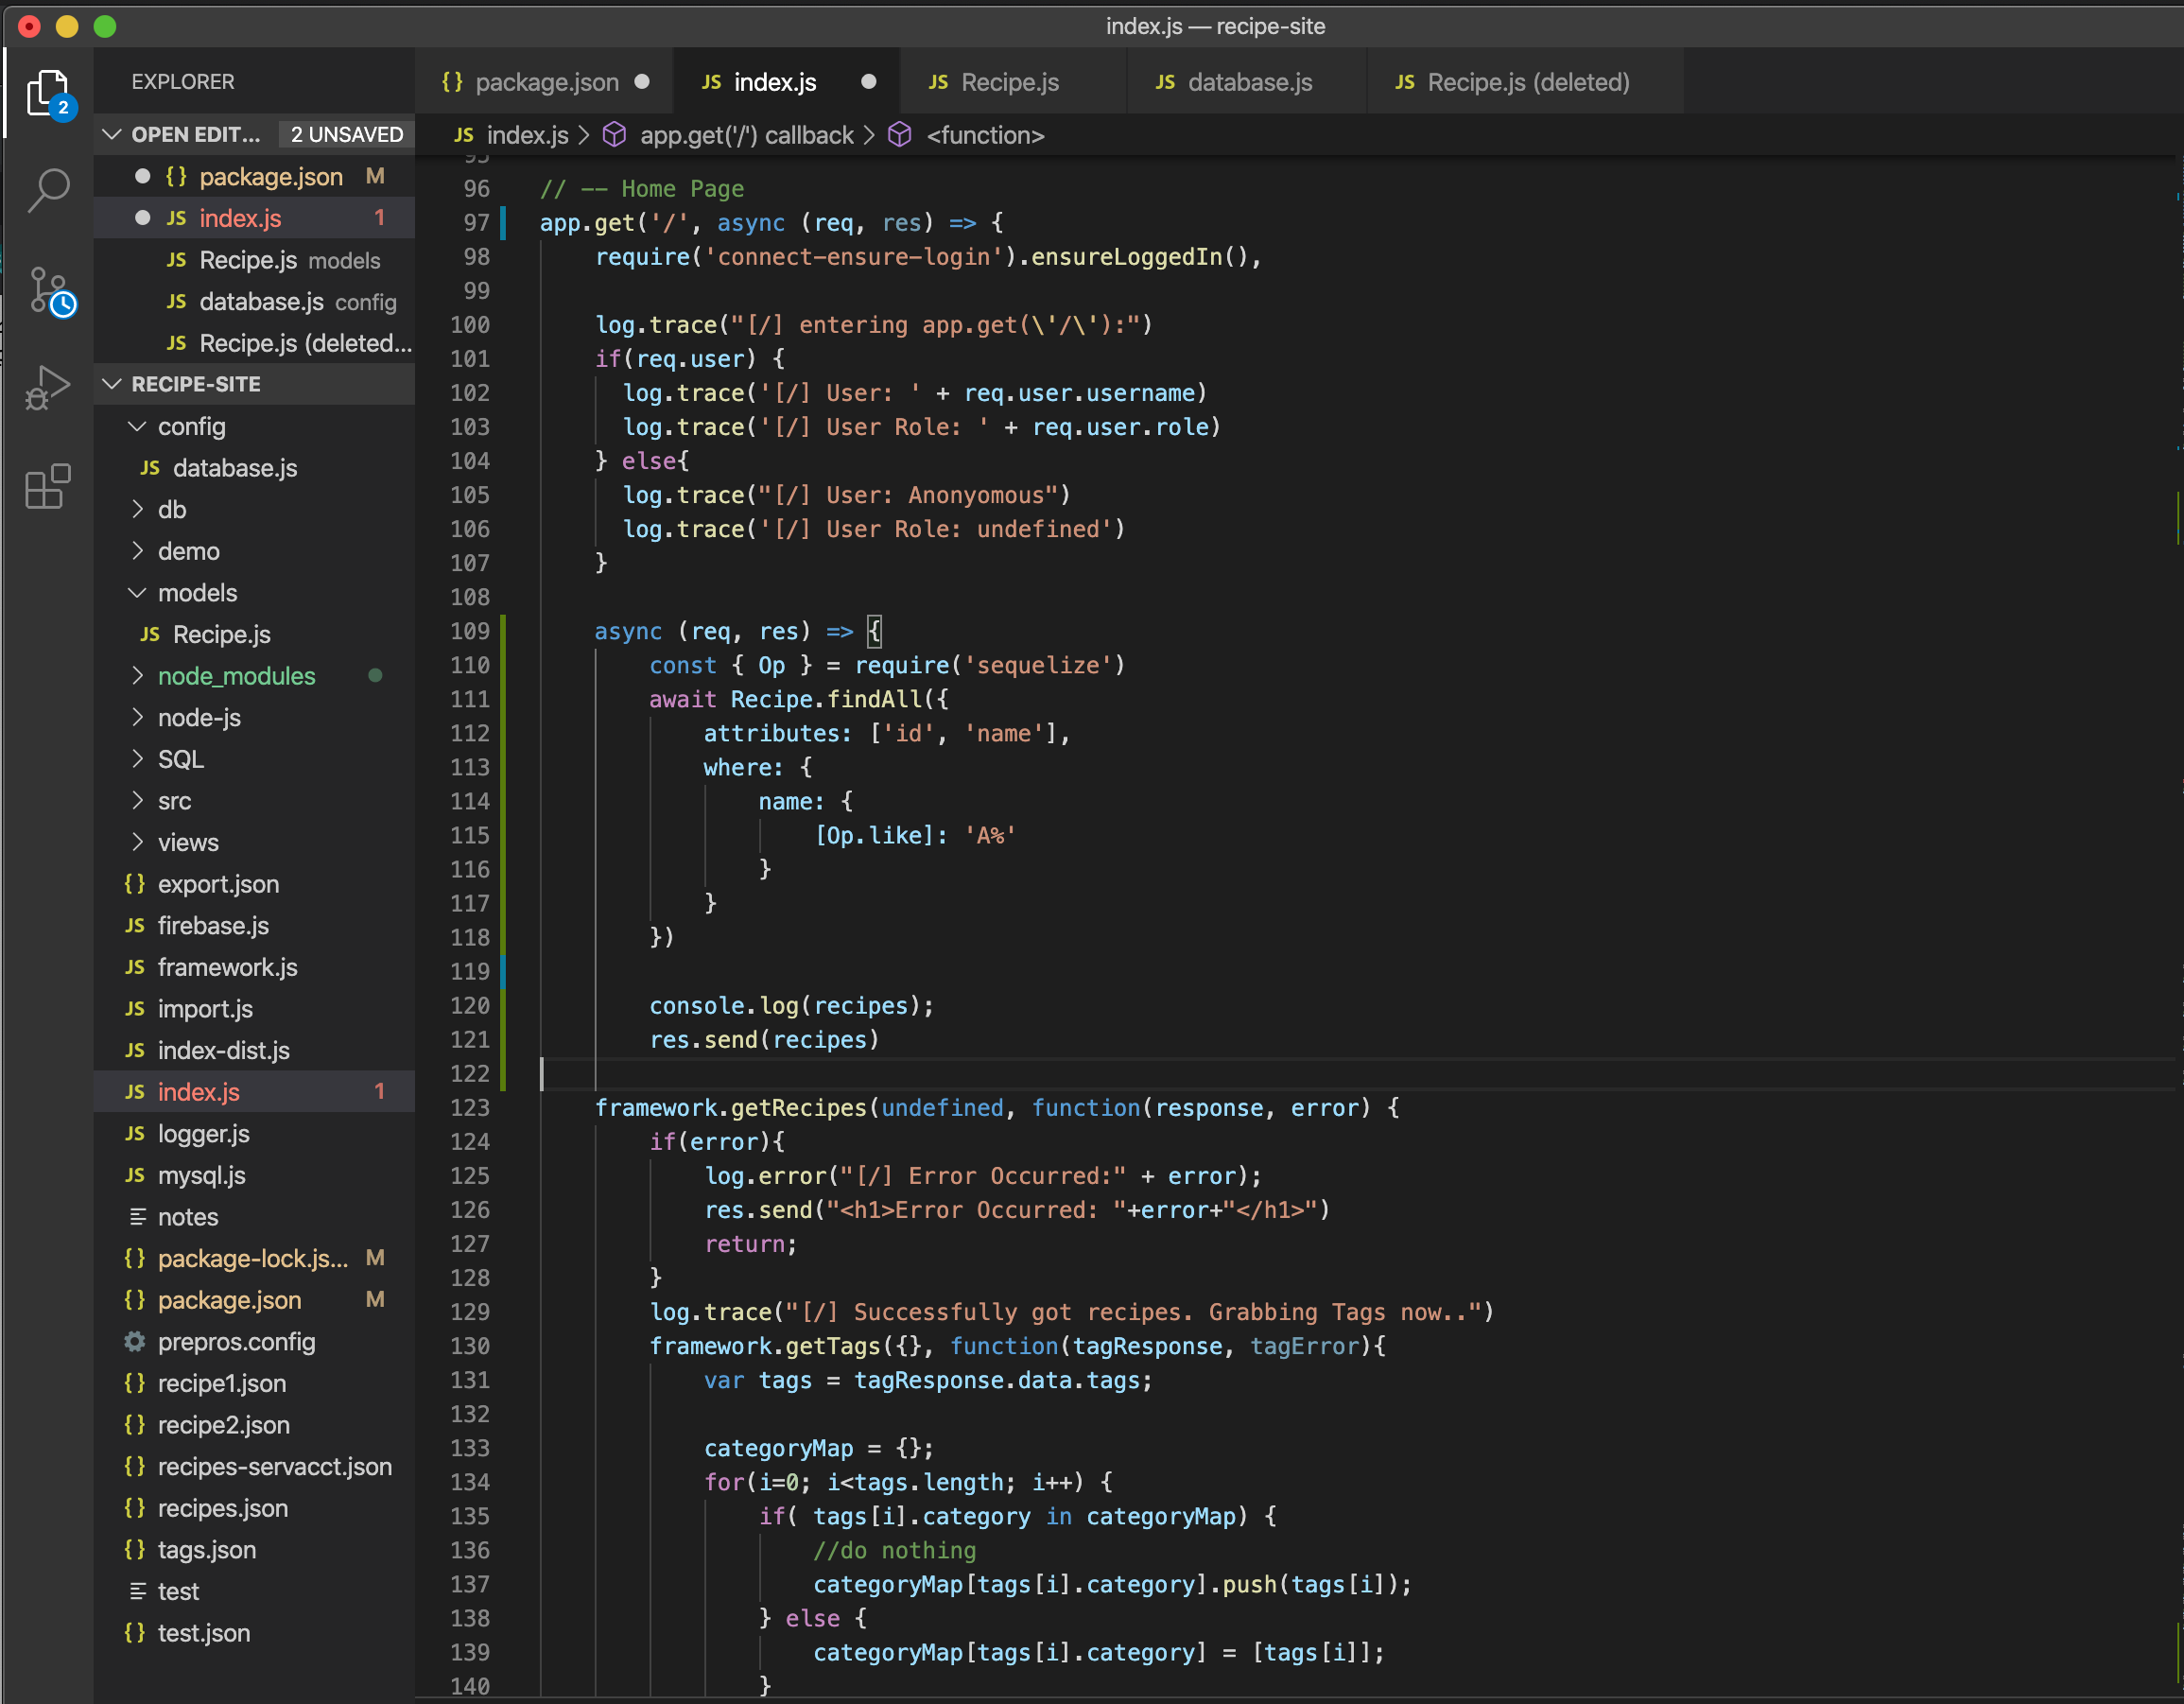 index.js — recipe-site
EXPLORER
{} package.json
JS index.js
JS Recipe.js
JS database.js
JS Recipe.js (deleted)
2
OPEN EDIT... 2 UNSAVED
{} package.json M
JS index.js 1
JS Recipe.js models
JS database.js config
JS Recipe.js (deleted...
RECIPE-SITE
config
JS database.js
db
demo
models
JS Recipe.js
node_modules
node-js
SQL
src
views
{} export.json
JS firebase.js
JS framework.js
JS import.js
JS index-dist.js
JS index.js 1
JS logger.js
JS mysql.js
notes
{} package-lock.js... M
{} package.json M
prepros.config
{} recipe1.json
{} recipe2.json
{} recipes-servacct.json
{} recipes.json
{} tags.json
test
{} test.json
JS index.js > app.get('/') callback > <function>
95
96 // -- Home Page
97 app.get('/', async (req, res) => {
98 require('connect-ensure-login').ensureLoggedIn(),
99
100 log.trace("[/] entering app.get(\'/\'):")
101 if(req.user) {
102 log.trace('[/] User: ' + req.user.username)
103 log.trace('[/] User Role: ' + req.user.role)
104 } else{
105 log.trace("[/] User: Anonyomous")
106 log.trace('[/] User Role: undefined')
107 }
108
109 async (req, res) => {
110 const { Op } = require('sequelize')
111 await Recipe.findAll({
112 attributes: ['id', 'name'],
113 where: {
114 name: {
115 [Op.like]: 'A%'
116 }
117 }
118 })
119
120 console.log(recipes);
121 res.send(recipes)
122
123 framework.getRecipes(undefined, function(response, error) {
124 if(error){
125 log.error("[/] Error Occurred:" + error);
126 res.send("<h1>Error Occurred: "+error+"</h1>")
127 return;
128 }
129 log.trace("[/] Successfully got recipes. Grabbing Tags now..")
130 framework.getTags({}, function(tagResponse, tagError){
131 var tags = tagResponse.data.tags;
132
133 categoryMap = {};
134 for(i=0; i<tags.length; i++) {
135 if( tags[i].category in categoryMap) {
136 //do nothing
137 categoryMap[tags[i].category].push(tags[i]);
138 } else {
139 categoryMap[tags[i].category] = [tags[i]];
140 }